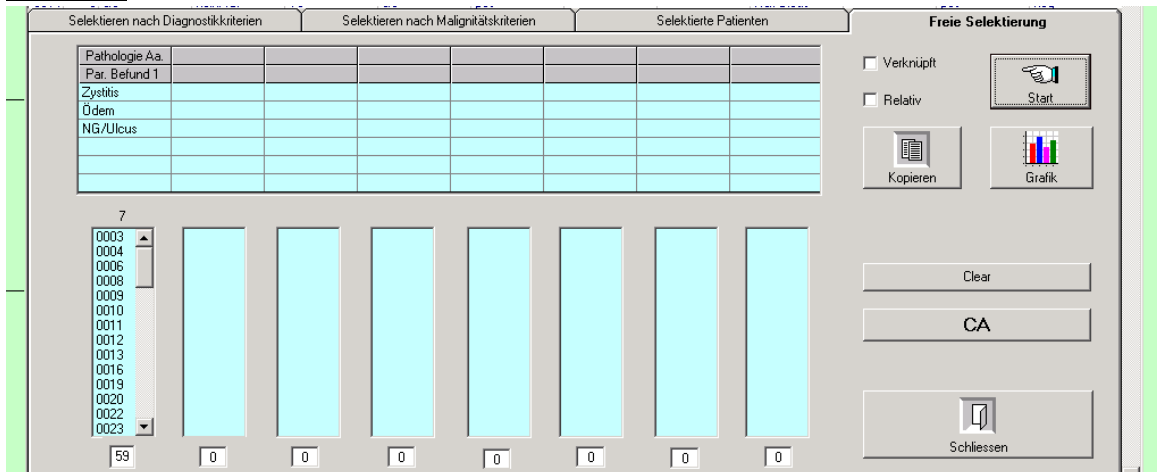 Selektieren nach Diagnostikkriterien
Selektieren nach Malignitätskriterien
Selektierte Patienten
Freie Selektierung
Pathologie Aa.
Par. Befund 1
Zystitis
Ödem
NG/Ulcus
Verknüpft
Relativ
Start
Kopieren
Grafik
7
0003
0004
0006
0008
0009
0010
0011
0012
0013
0016
0019
0020
0022
0023
Clear
CA
Schliessen
59 0 0 0 0 0 0 0